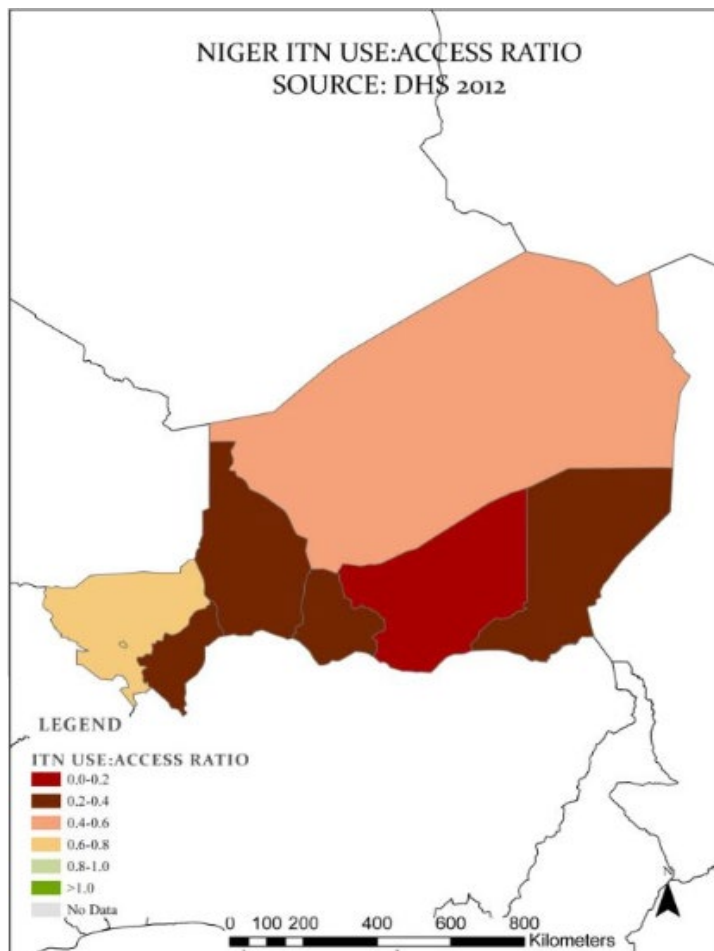 NIGER ITN USE:ACCESS RATIO
SOURCE: DHS 2012
LEGEND
ITN USE:ACCESS RATIO
0.0-0.2
0.2-0.4
0.4-0.6
0.6-0.8
0.8-1.0
>1.0
No Data
N
0 100 200 400 600 800
Kilometers